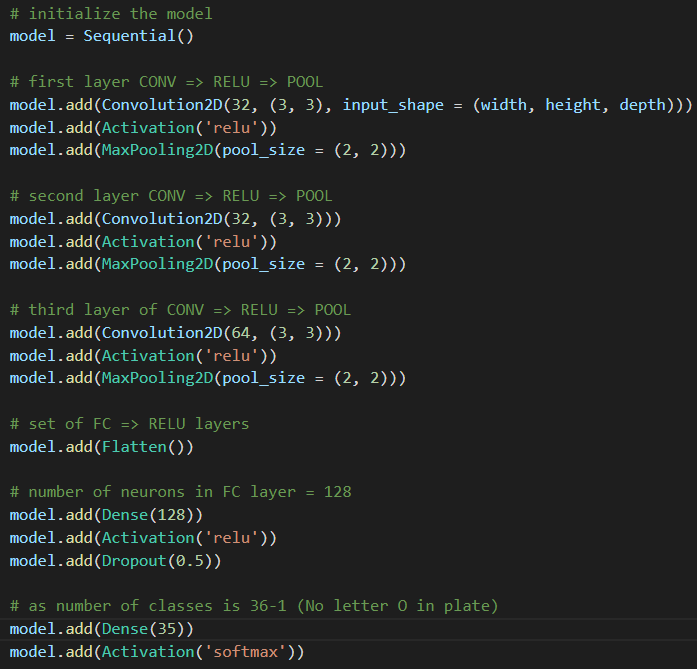 # initialize the model
model = Sequential()
# first layer CONV => RELU => POOL
model.add(Convolution2D(32, (3, 3), input_shape = (width, height, depth)))
model.add(Activation('relu'))
model.add(MaxPooling2D(pool_size = (2, 2)))
# second layer CONV => RELU => POOL
model.add(Convolution2D(32, (3, 3)))
model.add(Activation('relu'))
model.add(MaxPooling2D(pool_size = (2, 2)))
# third layer of CONV => RELU => POOL
model.add(Convolution2D(64, (3, 3)))
model.add(Activation('relu'))
model.add(MaxPooling2D(pool_size = (2, 2)))
# set of FC => RELU layers
model.add(Flatten())
# number of neurons in FC layer = 128
model.add(Dense(128))
model.add(Activation('relu'))
model.add(Dropout(0.5))
# as number of classes is 36-1 (No letter O in plate)
model.add(Dense(35))
model.add(Activation('softmax'))